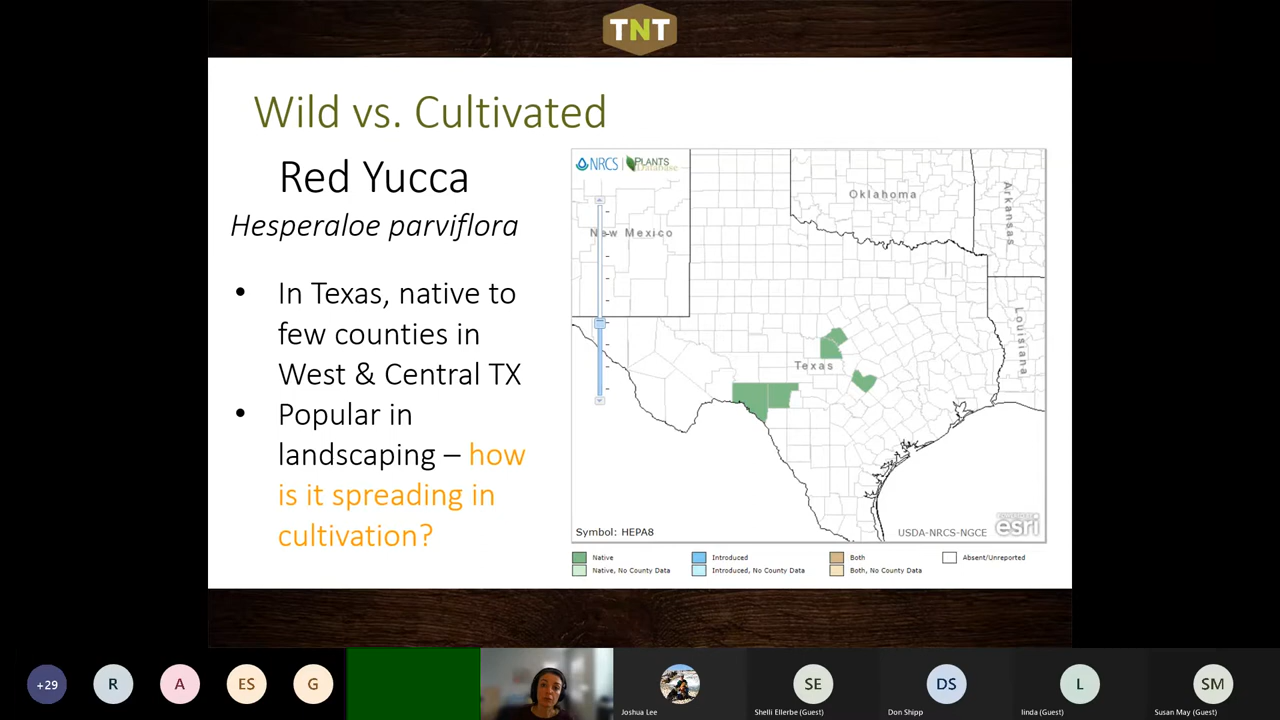 TNT
Wild vs. Cultivated
Red Yucca
Hesperaloe parviflora
• In Texas, native to
few counties in
West & Central TX
• Popular in
landscaping – how
is it spreading in
cultivation?
NRCS PLANTS
Database
Oklahoma
Arkansas
New Mexico
Louisiana
Texas
Symbol: HEPA8
USDA-NRCS-NGCE
esri
Native
Introduced
Both
Absent/Unreported
Native, No County Data
Introduced, No County Data
Both, No County Data
+29
R
A
ES
G
SE
DS
L
SM
Joshua Lee
Shelli Ellerbe (Guest)
Don Shipp
linda (Guest)
Susan May (Guest)